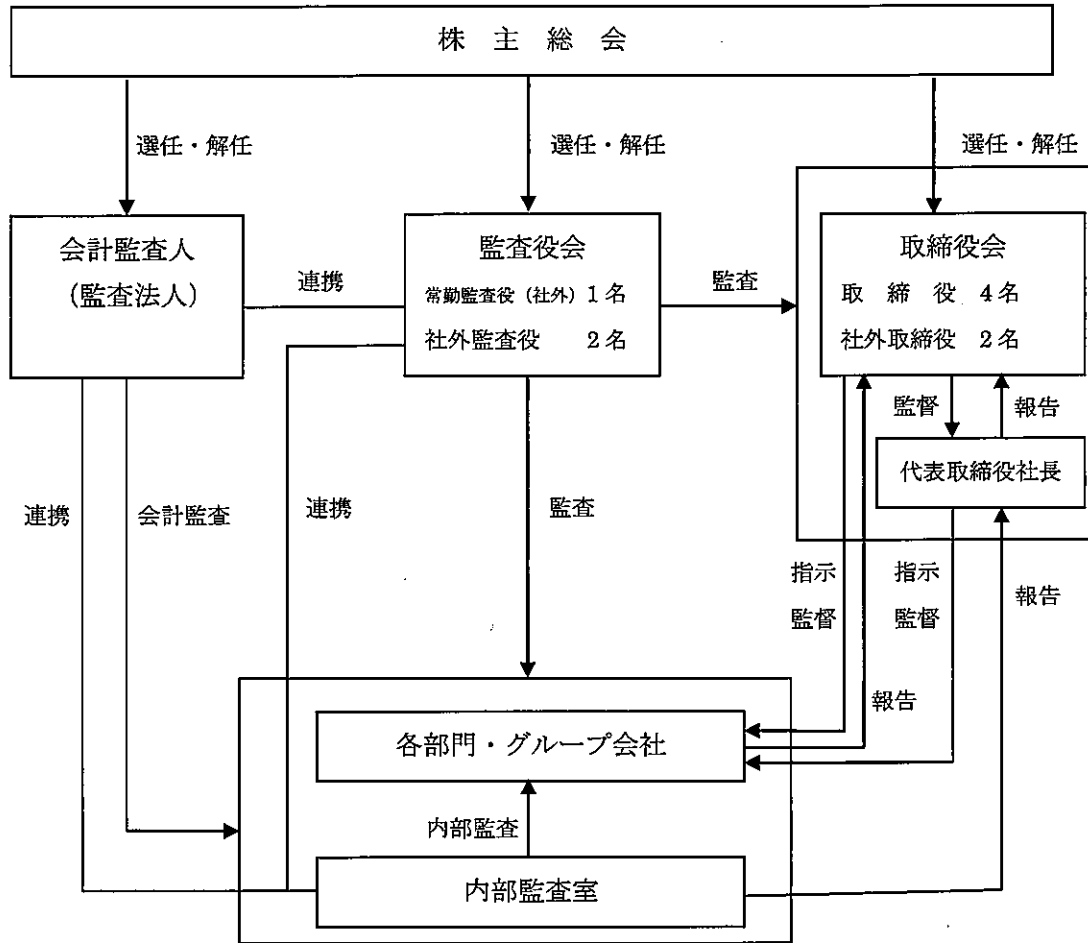 株 主 総 会
選任・解任
選任・解任
選任・解任
会計監査人
(監査法人)
連携
監査役会
常勤監査役(社外)1名
社外監査役 2名
監査
取締役会
取 締 役 4名
社外取締役 2名
監督
報告
代表取締役社長
連携
会計監査
連携
監査
指示
監督
指示
監督
報告
報告
各部門・グループ会社
内部監査
内部監査室